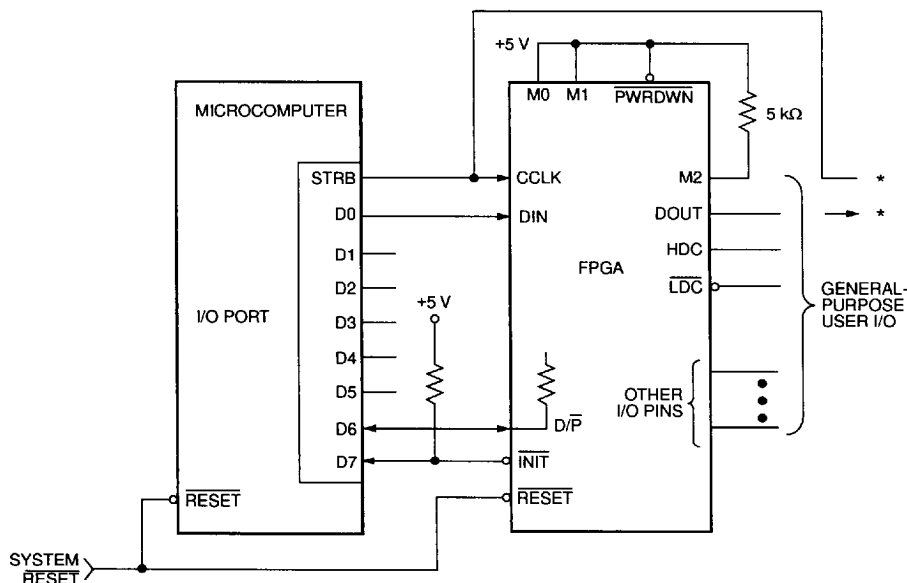 +5 V
M0 M1 PWRDWN
MICROCOMPUTER
5 kΩ
STRB
CCLK
M2
*
D0
DIN
DOUT
*
D1
HDC
FPGA
D2
LDC
I/O PORT
+5 V
D3
D4
D5
GENERAL-
PURPOSE
USER I/O
OTHER
I/O PINS
D6
D/P
D7
INIT
RESET
RESET
SYSTEM
RESET